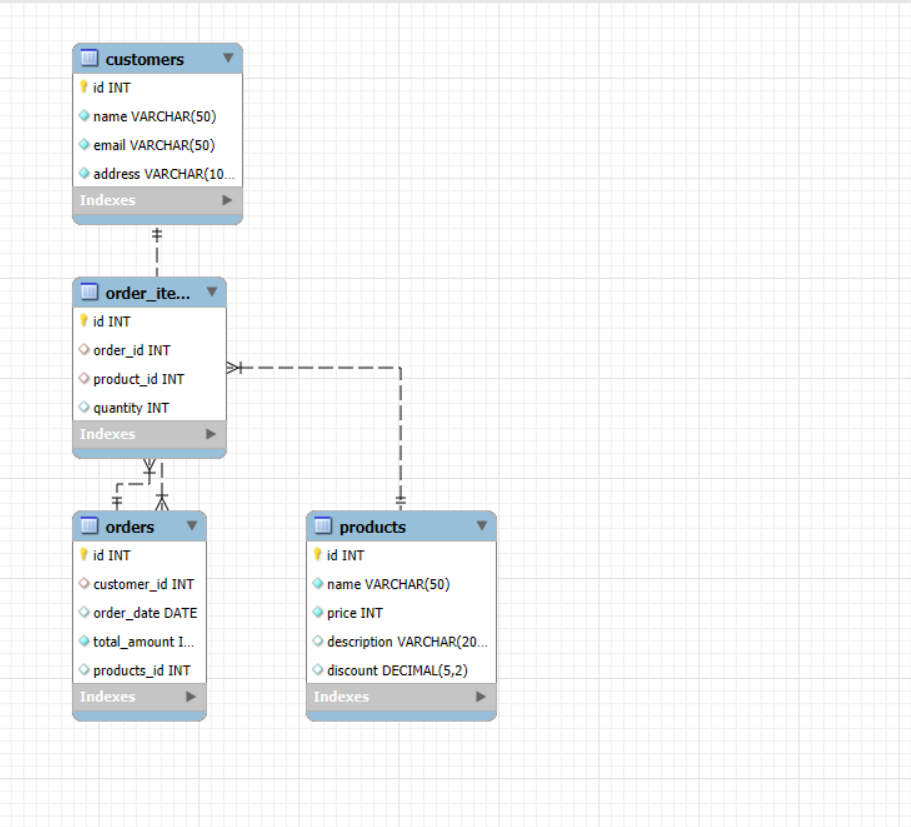 customers
id INT
name VARCHAR(50)
email VARCHAR(50)
address VARCHAR(10...
Indexes
order_ite...
id INT
order_id INT
product_id INT
quantity INT
Indexes
orders
id INT
customer_id INT
order_date DATE
total_amount I...
products_id INT
Indexes
products
id INT
name VARCHAR(50)
price INT
description VARCHAR(20...
discount DECIMAL(5,2)
Indexes